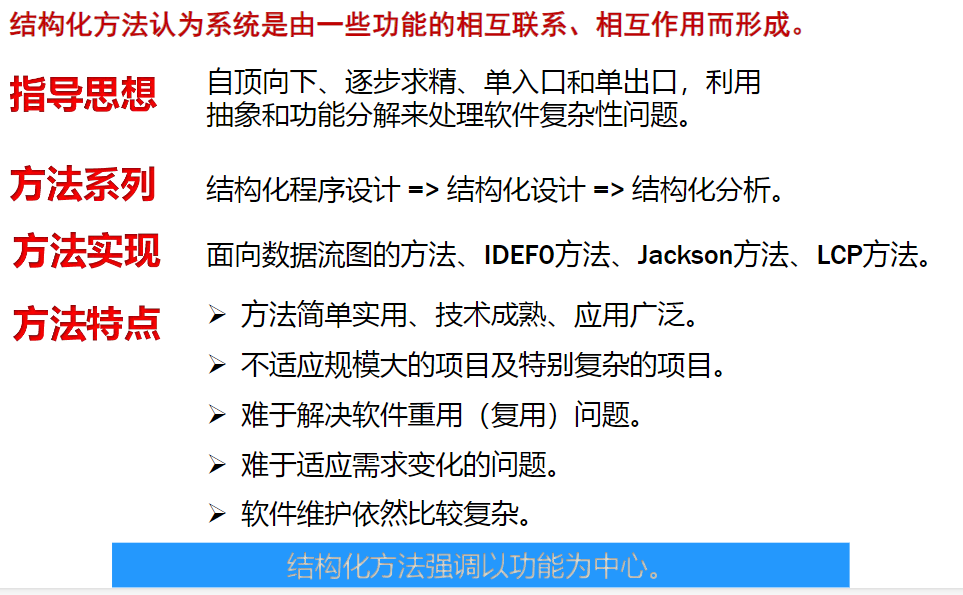 结构化方法认为系统是由一些功能的相互联系、相互作用而形成。
指导思想
自顶向下、逐步求精、单入口和单出口，利用
抽象和功能分解来处理软件复杂性问题。
方法系列
结构化程序设计 => 结构化设计 => 结构化分析。
方法实现
面向数据流图的方法、IDEF0方法、Jackson方法、LCP方法。
方法特点
➢ 方法简单实用、技术成熟、应用广泛。
➢ 不适应规模大的项目及特别复杂的项目。
➢ 难于解决软件重用（复用）问题。
➢ 难于适应需求变化的问题。
➢ 软件维护依然比较复杂。
结构化方法强调以功能为中心。